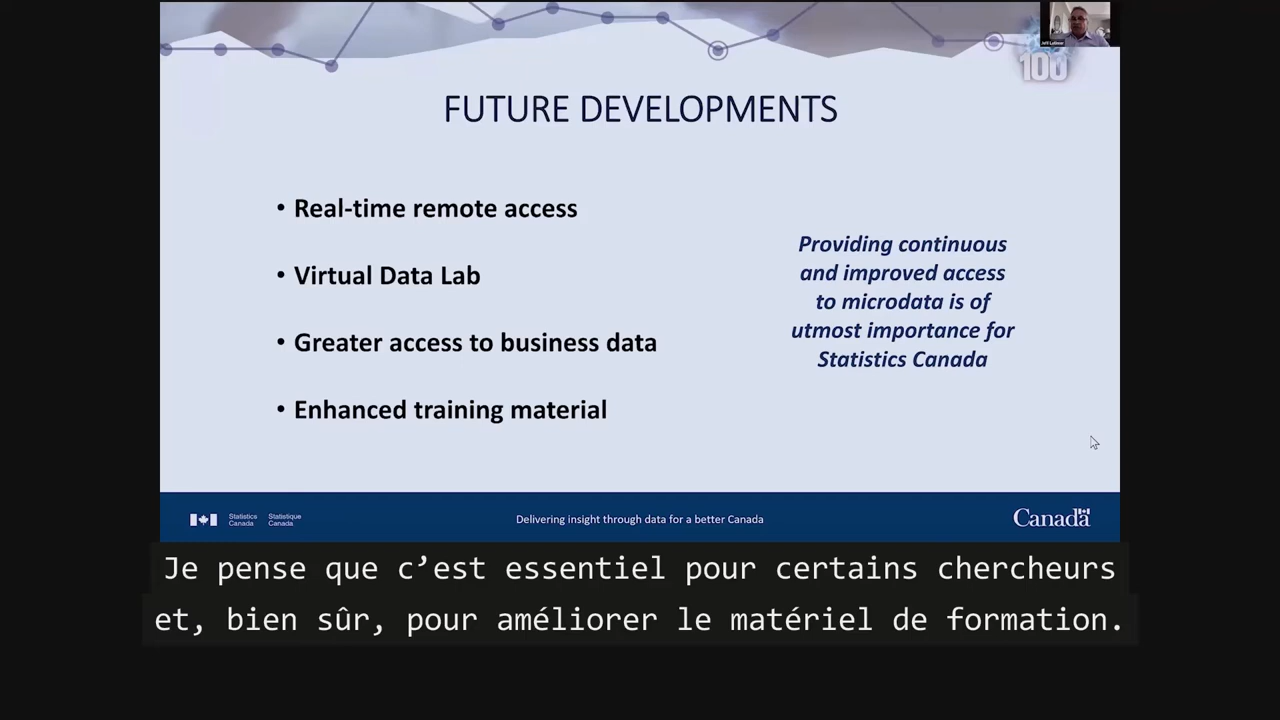 Jeff Latimer
100
FUTURE DEVELOPMENTS
• Real-time remote access
• Virtual Data Lab
• Greater access to business data
• Enhanced training material
Providing continuous
and improved access
to microdata is of
utmost importance for
Statistics Canada
Statistics
Canada
Statistique
Canada
Delivering insight through data for a better Canada
Canada
Je pense que c’est essentiel pour certains chercheurs
et, bien sûr, pour améliorer le matériel de formation.